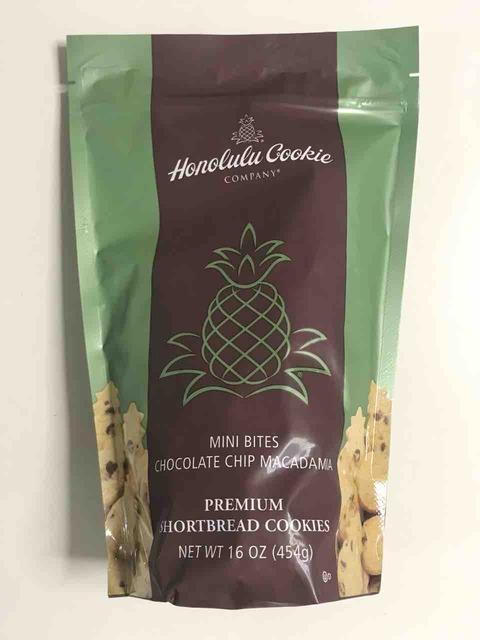 Honolulu Cookie
COMPANY®
MINI BITES
CHOCOLATE CHIP MACADAMIA
PREMIUM
SHORTBREAD COOKIES
NET WT 16 OZ (454g)